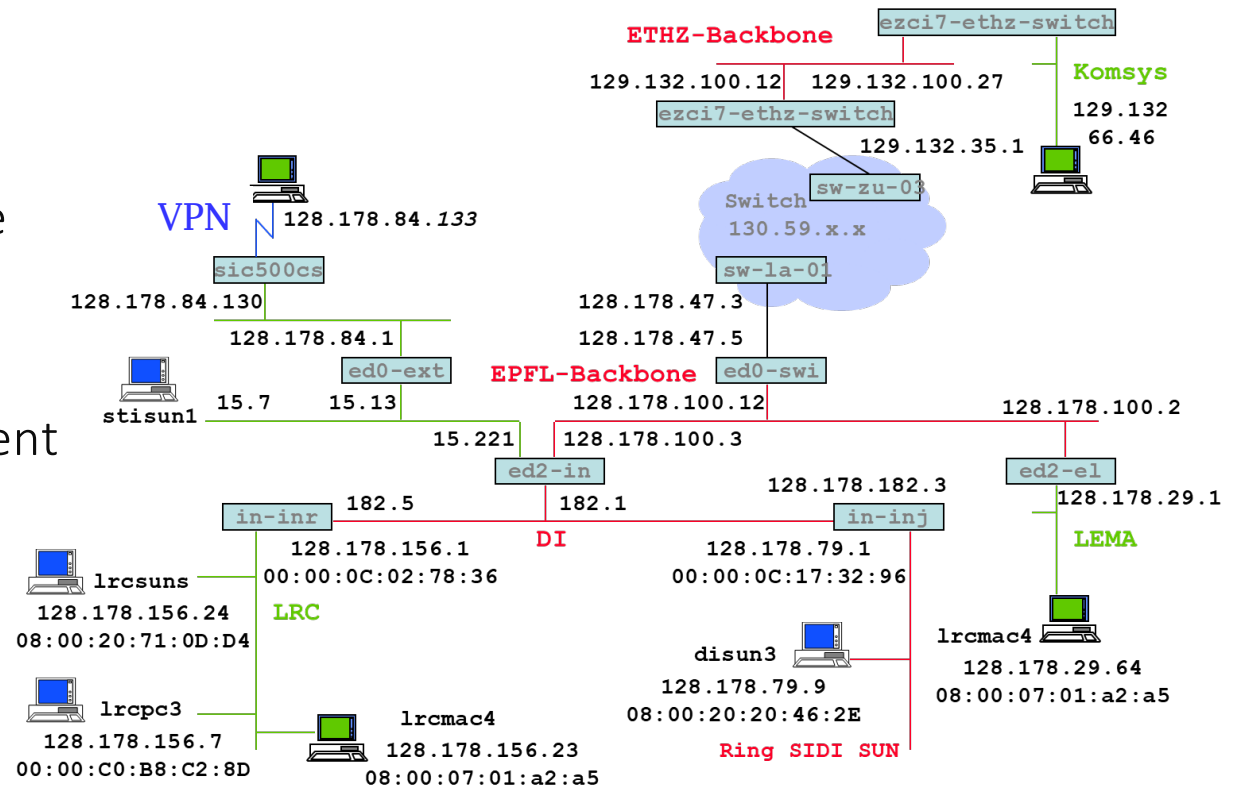 ezci7-ethz-switch
ETHZ-Backbone
Komsys
129.132.100.12 129.132.100.27
129.132
66.46
ezci7-ethz-switch
129.132.35.1
sw-zu-03
Switch
130.59.x.x
e
VPN
128.178.84.133
sic500cs
sw-la-01
128.178.84.130
128.178.47.3
128.178.84.1
128.178.47.5
ed0-ext
EPFL-Backbone
ed0-swi
stisun1
15.7
15.13
128.178.100.12
128.178.100.2
ent
15.221
128.178.100.3
ed2-in
ed2-el
128.178.182.3
128.178.29.1
182.5
182.1
in-inr
in-inj
DI
LEMA
128.178.156.1
00:00:0C:02:78:36
128.178.79.1
00:00:0C:17:32:96
lrcsuns
128.178.156.24
08:00:20:71:0D:D4
LRC
disun3
128.178.79.9
08:00:20:20:46:2E
lrcmac4
128.178.29.64
08:00:07:01:a2:a5
lrcpc3
128.178.156.7
00:00:C0:B8:C2:8D
lrcmac4
128.178.156.23
08:00:07:01:a2:a5
Ring SIDI SUN